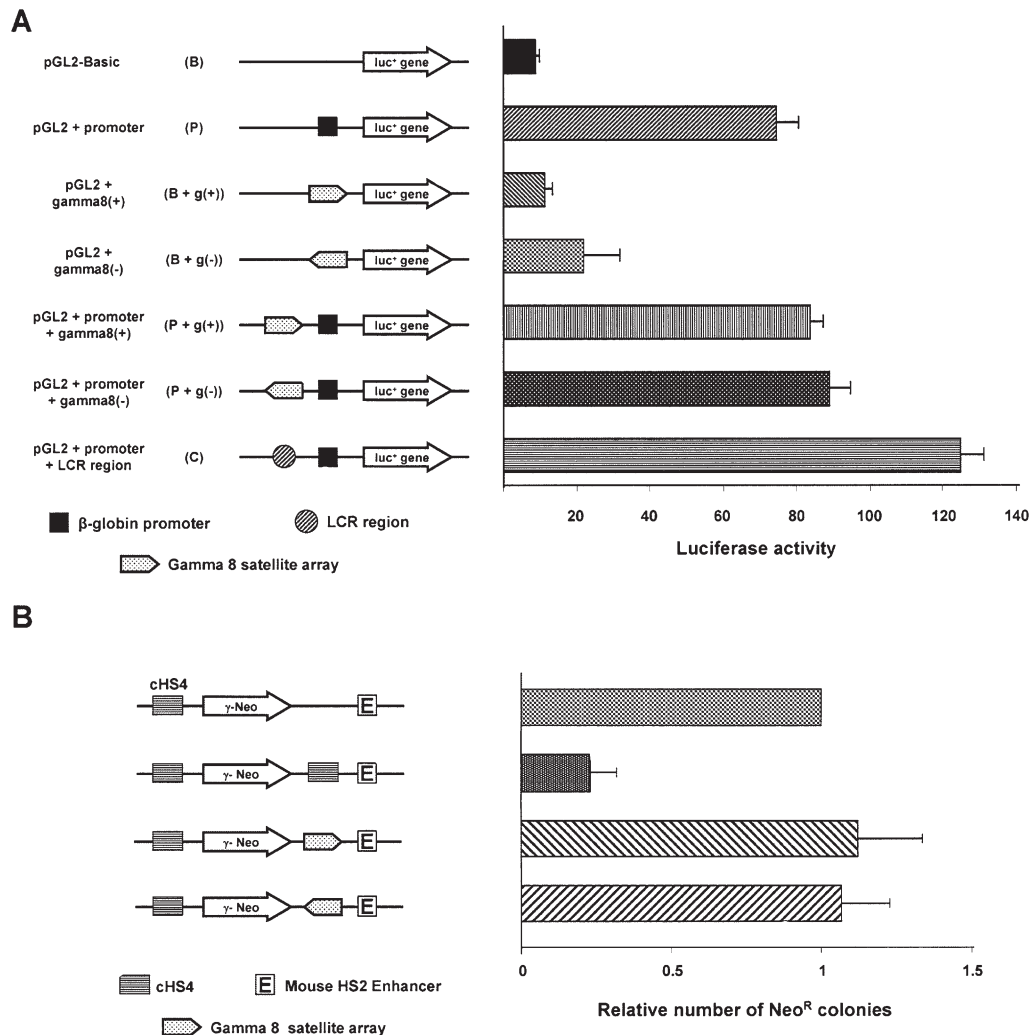 A
pGL2-Basic (B) luc⁺ gene
pGL2 + promoter (P) luc⁺ gene
pGL2 +
gamma8(+) (B + g(+)) luc⁺ gene
pGL2 +
gamma8(-) (B + g(-)) luc⁺ gene
pGL2 + promoter
+ gamma8(+) (P + g(+)) luc⁺ gene
pGL2 + promoter
+ gamma8(-) (P + g(-)) luc⁺ gene
pGL2 + promoter
+ LCR region (C) luc⁺ gene
20 40 60 80 100 120 140
Luciferase activity
β-globin promoter LCR region
Gamma 8 satellite array
B
cHS4
γ-Neo E
γ- Neo E
γ- Neo E
γ- Neo E
0 0.5 1 1.5
Relative number of Neoᴿ colonies
cHS4 E Mouse HS2 Enhancer
Gamma 8 satellite array